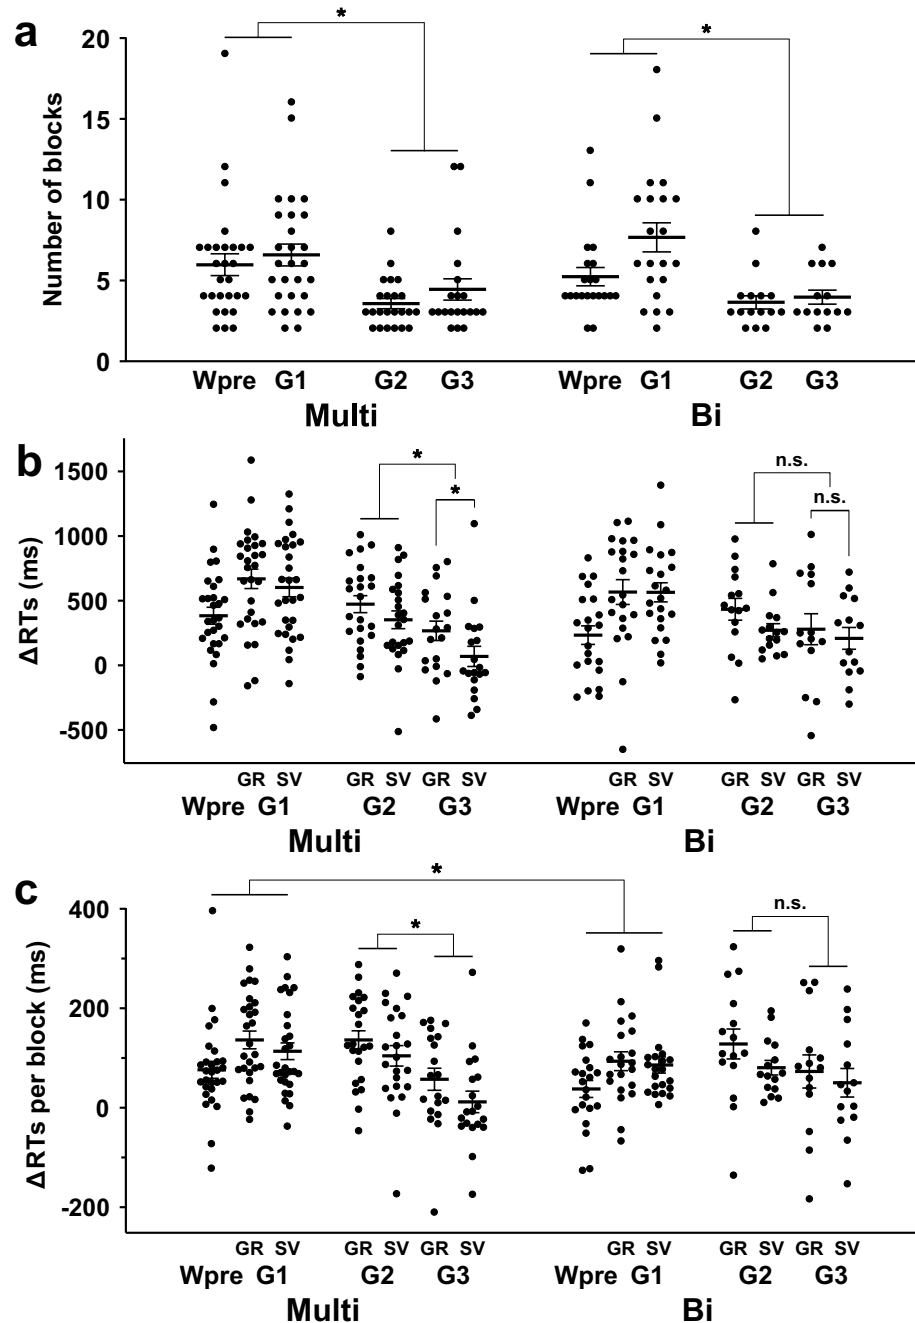 a
Number of blocks
20
15
10
5
0
*
*
Wpre G1 G2 G3 Wpre G1 G2 G3
Multi Bi
b
ΔRTs (ms)
1500
1000
500
0
-500
*
*
n.s.
n.s.
GR SV GR SV GR SV GR SV GR SV GR SV
Wpre G1 G2 G3 Wpre G1 G2 G3
Multi Bi
c
ΔRTs per block (ms)
400
200
0
-200
*
*
n.s.
GR SV GR SV GR SV GR SV GR SV GR SV
Wpre G1 G2 G3 Wpre G1 G2 G3
Multi Bi